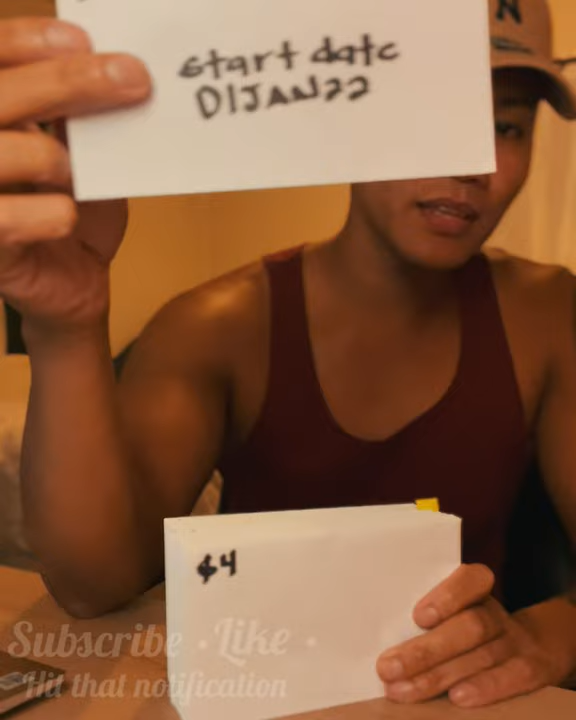 N
start date
01JAN22
$4
Subscribe · Like ·
Hit that notification